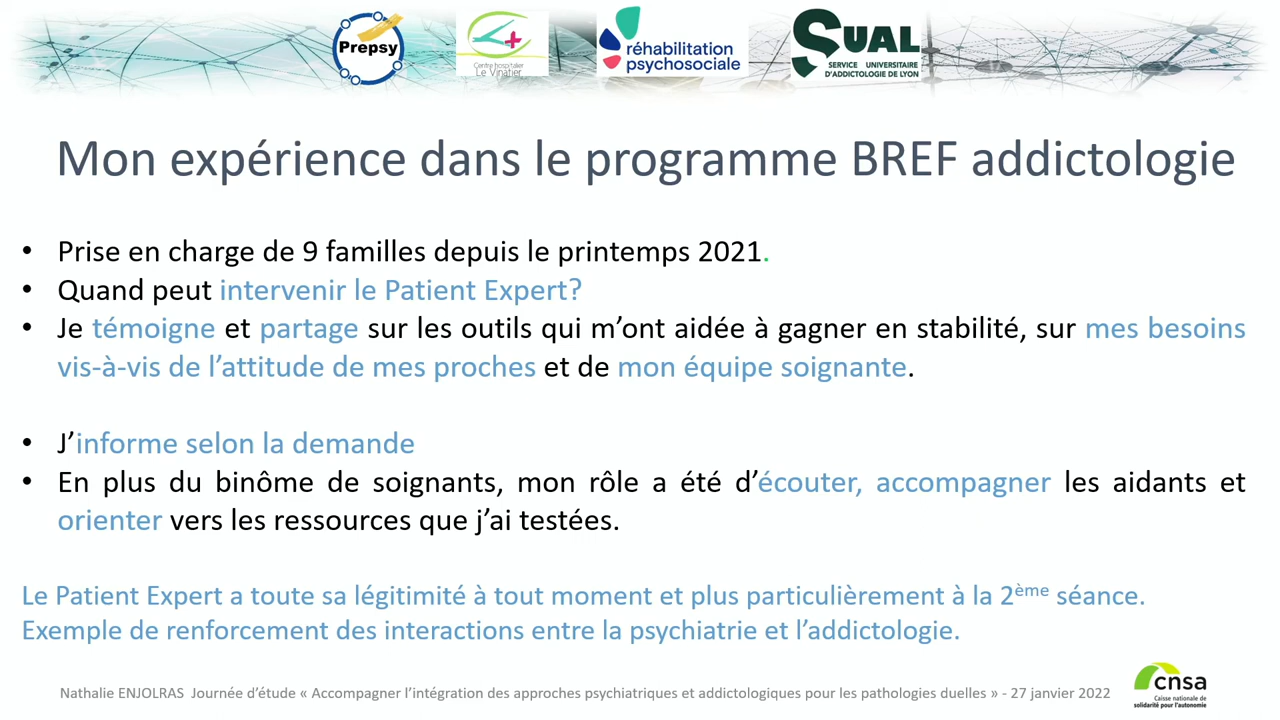 Prepsy
Centre hospitalier
Le Vinatier
réhabilitation
psychosociale
SUAL
SERVICE UNIVERSITAIRE
D'ADDICTOLOGIE DE LYON
Mon expérience dans le programme BREF addictologie
• Prise en charge de 9 familles depuis le printemps 2021.
• Quand peut intervenir le Patient Expert?
• Je témoigne et partage sur les outils qui m’ont aidée à gagner en stabilité, sur mes besoins
vis-à-vis de l’attitude de mes proches et de mon équipe soignante.
• J’informe selon la demande
• En plus du binôme de soignants, mon rôle a été d’écouter, accompagner les aidants et
orienter vers les ressources que j’ai testées.
Le Patient Expert a toute sa légitimité à tout moment et plus particulièrement à la 2ème séance.
Exemple de renforcement des interactions entre la psychiatrie et l’addictologie.
Nathalie ENJOLRAS Journée d’étude « Accompagner l’intégration des approches psychiatriques et addictologiques pour les pathologies duelles » - 27 janvier 2022
cnsa
Caisse nationale de
solidarité pour l'autonomie